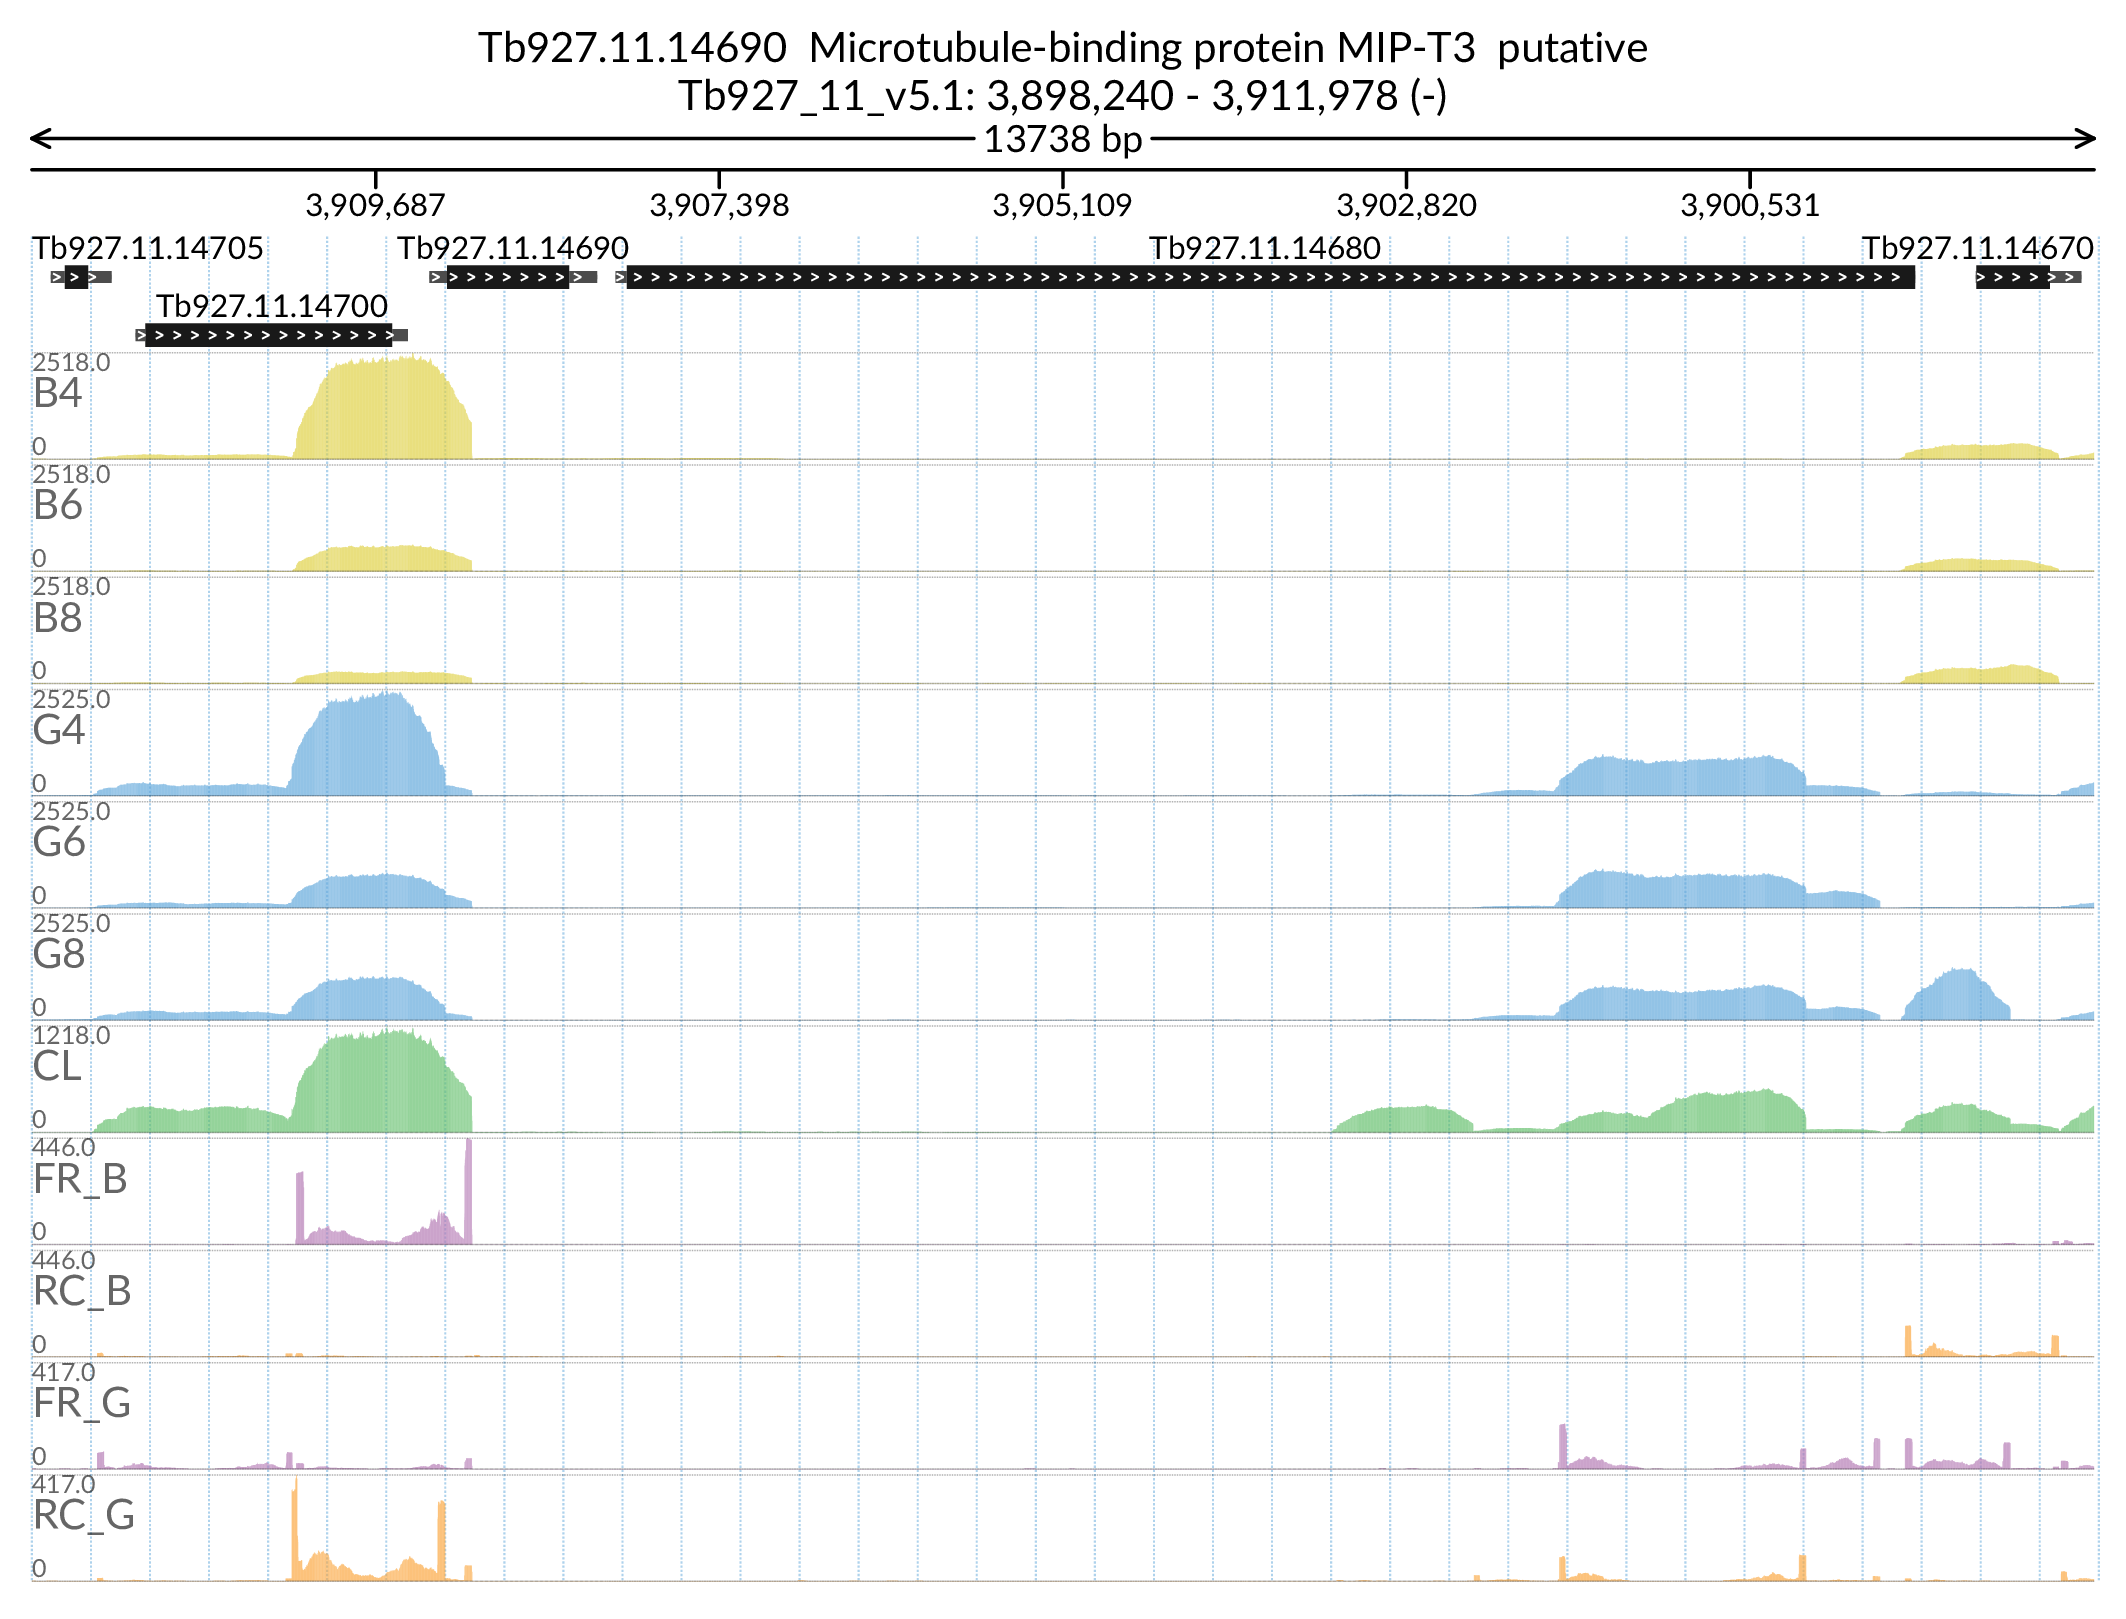 Tb927.11.14690  Microtubule-binding protein MIP-T3  putative
Tb927_11_v5.1: 3,898,240 - 3,911,978 (-)
13738 bp
3,909,687 3,907,398 3,905,109 3,902,820 3,900,531
Tb927.11.14705 Tb927.11.14690 Tb927.11.14680 Tb927.11.14670
Tb927.11.14700
2518.0
B4
0
2518.0
B6
0
2518.0
B8
0
2525.0
G4
0
2525.0
G6
0
2525.0
G8
0
1218.0
CL
0
446.0
FR_B
0
446.0
RC_B
0
417.0
FR_G
0
417.0
RC_G
0